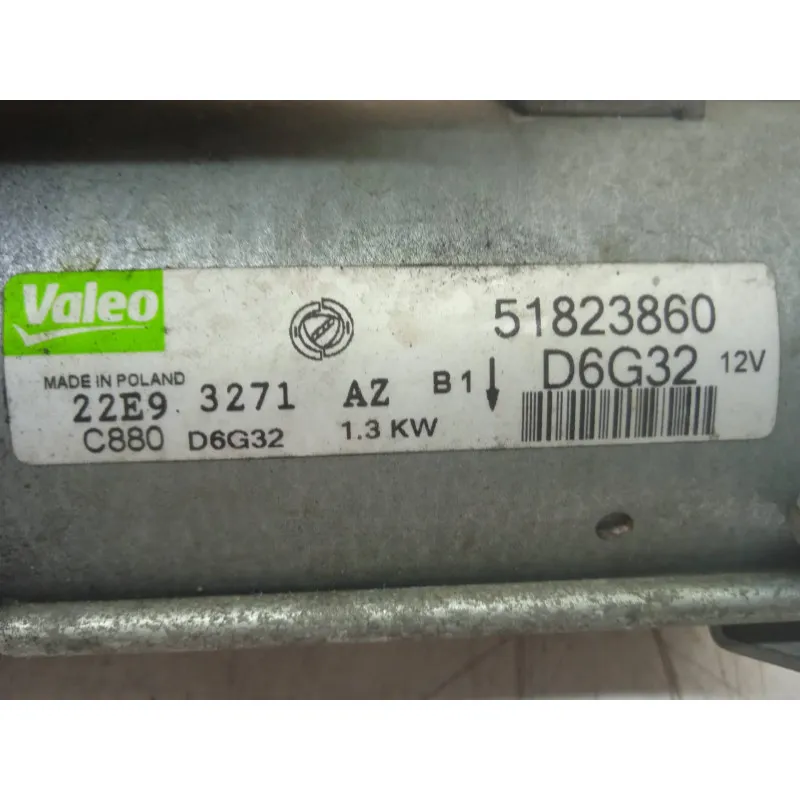 Valeo
51823860
MADE IN POLAND
D6G32 12V
22E9 3271 AZ B1
C880 D6G32 1.3 KW